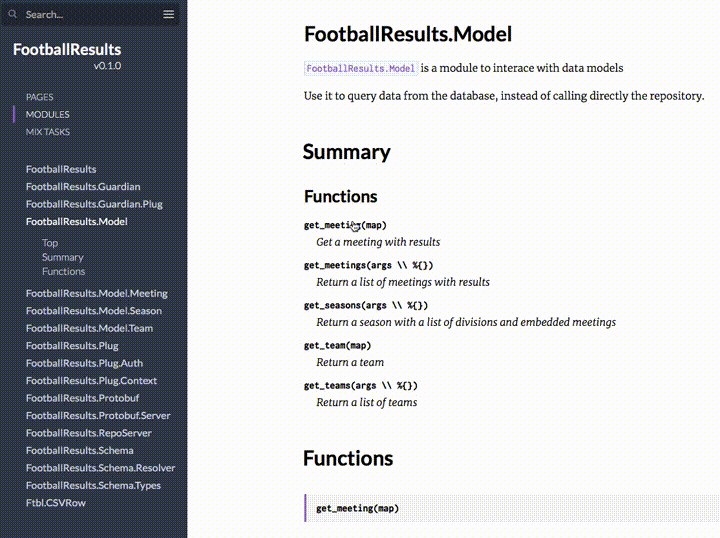 Search...
FootballResults
v0.1.0
PAGES
MODULES
MIX TASKS
FootballResults
FootballResults.Guardian
FootballResults.Guardian.Plug
FootballResults.Model
Top
Summary
Functions
FootballResults.Model.Meeting
FootballResults.Model.Season
FootballResults.Model.Team
FootballResults.Plug
FootballResults.Plug.Auth
FootballResults.Plug.Context
FootballResults.Protobuf
FootballResults.Protobuf.Server
FootballResults.RepoServer
FootballResults.Schema
FootballResults.Schema.Resolver
FootballResults.Schema.Types
Ftbl.CSVRow
FootballResults.Model
FootballResults.Model is a module to interace with data models
Use it to query data from the database, instead of calling directly the repository.
Summary
Functions
get_meeting(map)
Get a meeting with results
get_meetings(args \\ %{})
Return a list of meetings with results
get_seasons(args \\ %{})
Return a season with a list of divisions and embedded meetings
get_team(map)
Return a team
get_teams(args \\ %{})
Return a list of teams
Functions
get_meeting(map)